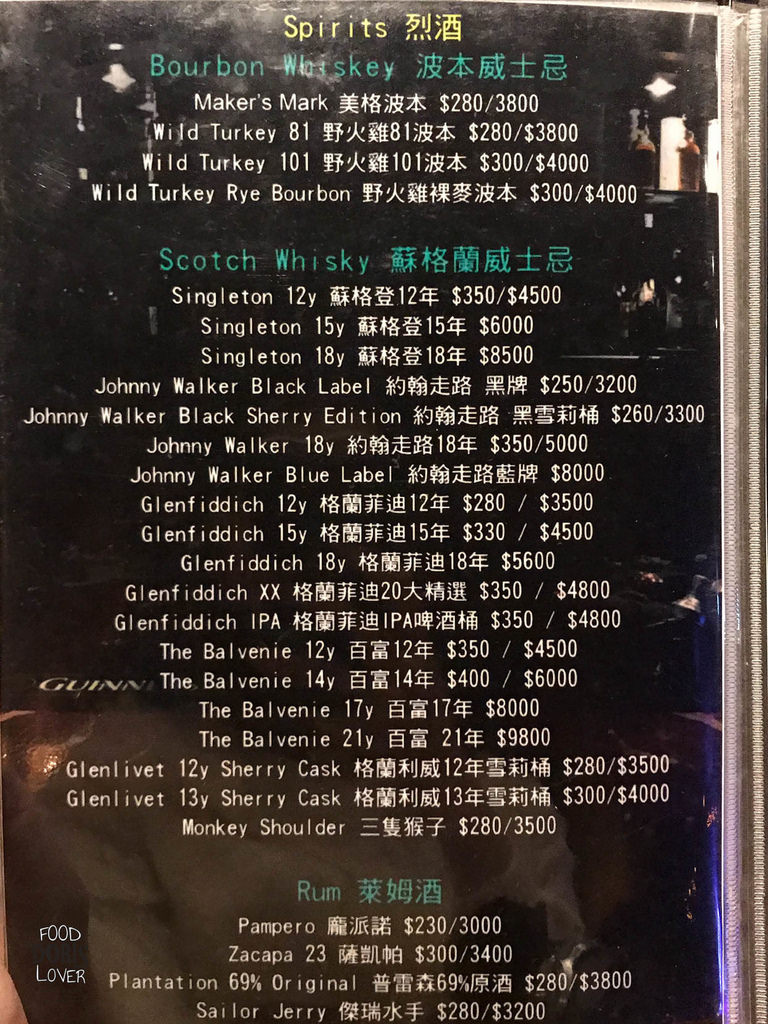 Spirits 烈酒
Bourbon Whiskey 波本威士忌
Maker's Mark 美格波本 $280/3800
Wild Turkey 81 野火雞81波本 $280/$3800
Wild Turkey 101 野火雞101波本 $300/$4000
Wild Turkey Rye Bourbon 野火雞裸麥波本 $300/$4000
Scotch Whisky 蘇格蘭威士忌
Singleton 12y 蘇格登12年 $350/$4500
Singleton 15y 蘇格登15年 $6000
Singleton 18y 蘇格登18年 $8500
Johnny Walker Black Label 約翰走路 黑牌 $250/3200
Johnny Walker Black Sherry Edition 約翰走路 黑雪莉桶 $260/3300
Johnny Walker 18y 約翰走路18年 $350/5000
Johnny Walker Blue Label 約翰走路藍牌 $8000
Glenfiddich 12y 格蘭菲迪12年 $280 / $3500
Glenfiddich 15y 格蘭菲迪15年 $330 / $4500
Glenfiddich 18y 格蘭菲迪18年 $5600
Glenfiddich XX 格蘭菲迪20大精選 $350 / $4800
Glenfiddich IPA 格蘭菲迪IPA啤酒桶 $350 / $4800
The Balvenie 12y 百富12年 $350 / $4500
The Balvenie 14y 百富14年 $400 / $6000
The Balvenie 17y 百富17年 $8000
The Balvenie 21y 百富 21年 $9800
Glenlivet 12y Sherry Cask 格蘭利威12年雪莉桶 $280/$3500
Glenlivet 13y Sherry Cask 格蘭利威13年雪莉桶 $300/$4000
Monkey Shoulder 三隻猴子 $280/3500
Rum 萊姆酒
Pampero 龐派諾 $230/3000
Zacapa 23 薩凱帕 $300/3400
Plantation 69% Original 普雷森69%原酒 $280/$3800
Sailor Jerry 傑瑞水手 $280/$3200
FOOD
LOVER